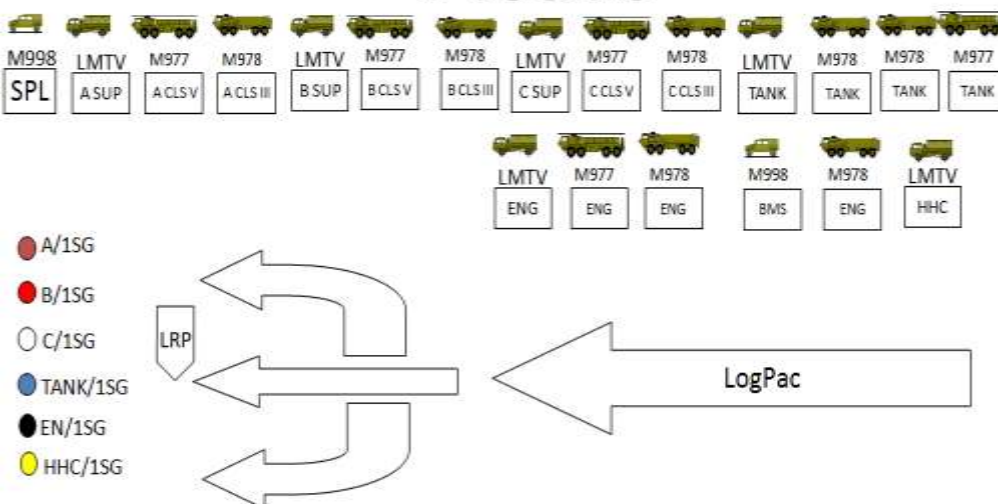 M998 LMTV M977 M978 LMTV M977 M978 LMTV M977 M978 LMTV M978 M978 M977
SPL A SUP A CLS V A CLS III B SUP B CLS V B CLS III C SUP C CLS V C CLS III TANK TANK TANK TANK
LMTV M977 M978 M998 M978 LMTV
ENG ENG ENG BMS ENG HHC
A/1SG
B/1SG
C/1SG
TANK/1SG
EN/1SG
HHC/1SG
LRP
LogPac